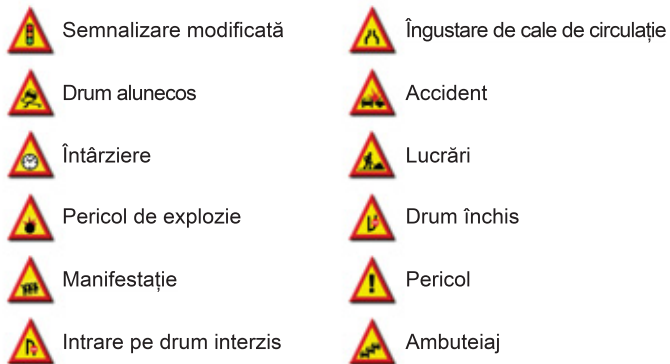 Semnalizare modificată
Îngustare de cale de circulație
Drum alunecos
Accident
Întârziere
Lucrări
Pericol de explozie
Drum închis
Manifestație
Pericol
Intrare pe drum interzis
Ambuteiaj